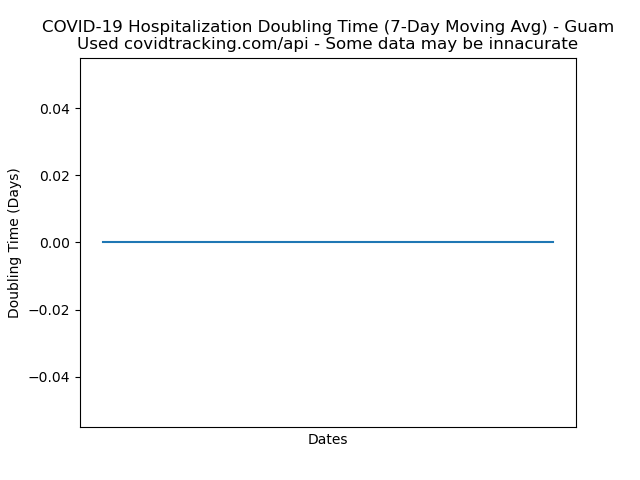 COVID-19 Hospitalization Doubling Time (7-Day Moving Avg) - Guam
Used covidtracking.com/api - Some data may be innacurate
0.04
0.02
0.00
−0.02
−0.04
Doubling Time (Days)
Dates